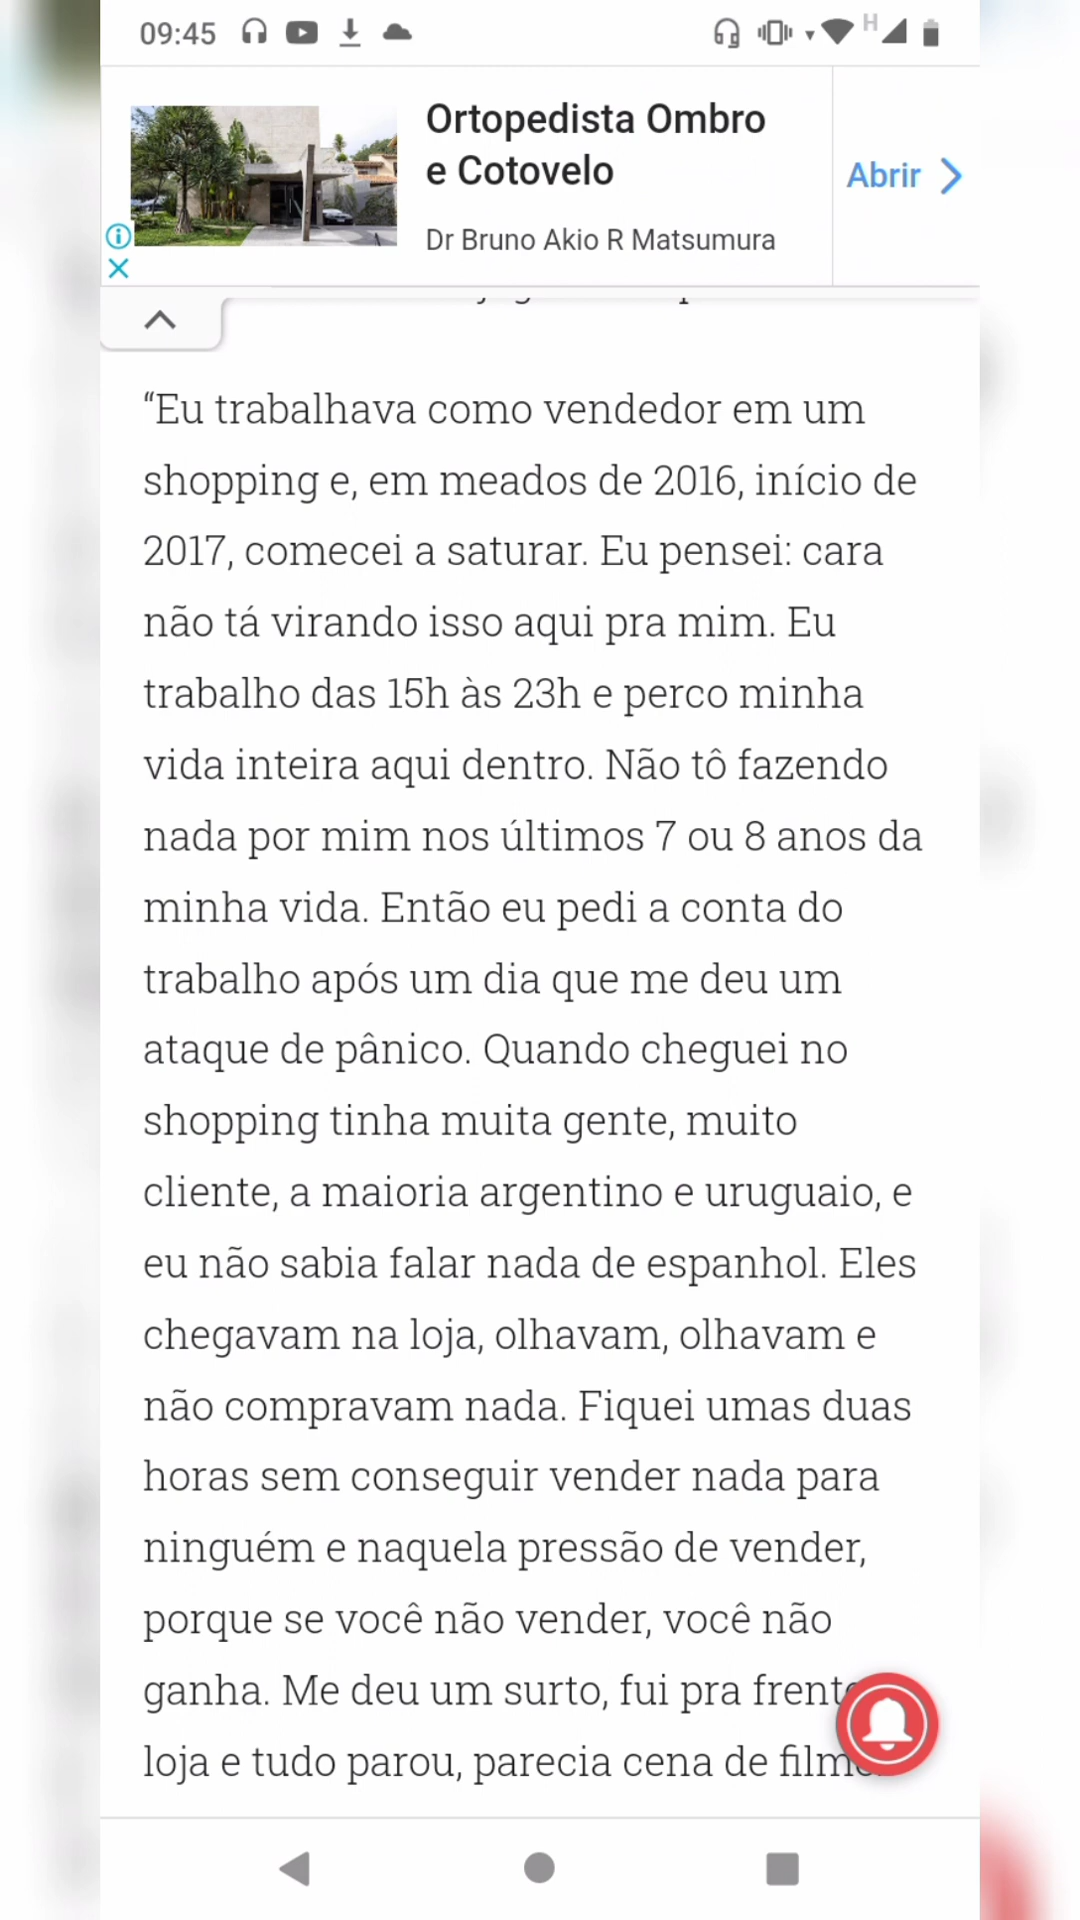 09:45
H
Ortopedista Ombro
e Cotovelo
Abrir
Dr Bruno Akio R Matsumura
“Eu trabalhava como vendedor em um
shopping e, em meados de 2016, início de
2017, comecei a saturar. Eu pensei: cara
não tá virando isso aqui pra mim. Eu
trabalho das 15h às 23h e perco minha
vida inteira aqui dentro. Não tô fazendo
nada por mim nos últimos 7 ou 8 anos da
minha vida. Então eu pedi a conta do
trabalho após um dia que me deu um
ataque de pânico. Quando cheguei no
shopping tinha muita gente, muito
cliente, a maioria argentino e uruguaio, e
eu não sabia falar nada de espanhol. Eles
chegavam na loja, olhavam, olhavam e
não compravam nada. Fiquei umas duas
horas sem conseguir vender nada para
ninguém e naquela pressão de vender,
porque se você não vender, você não
ganha. Me deu um surto, fui pra frente
loja e tudo parou, parecia cena de filme.